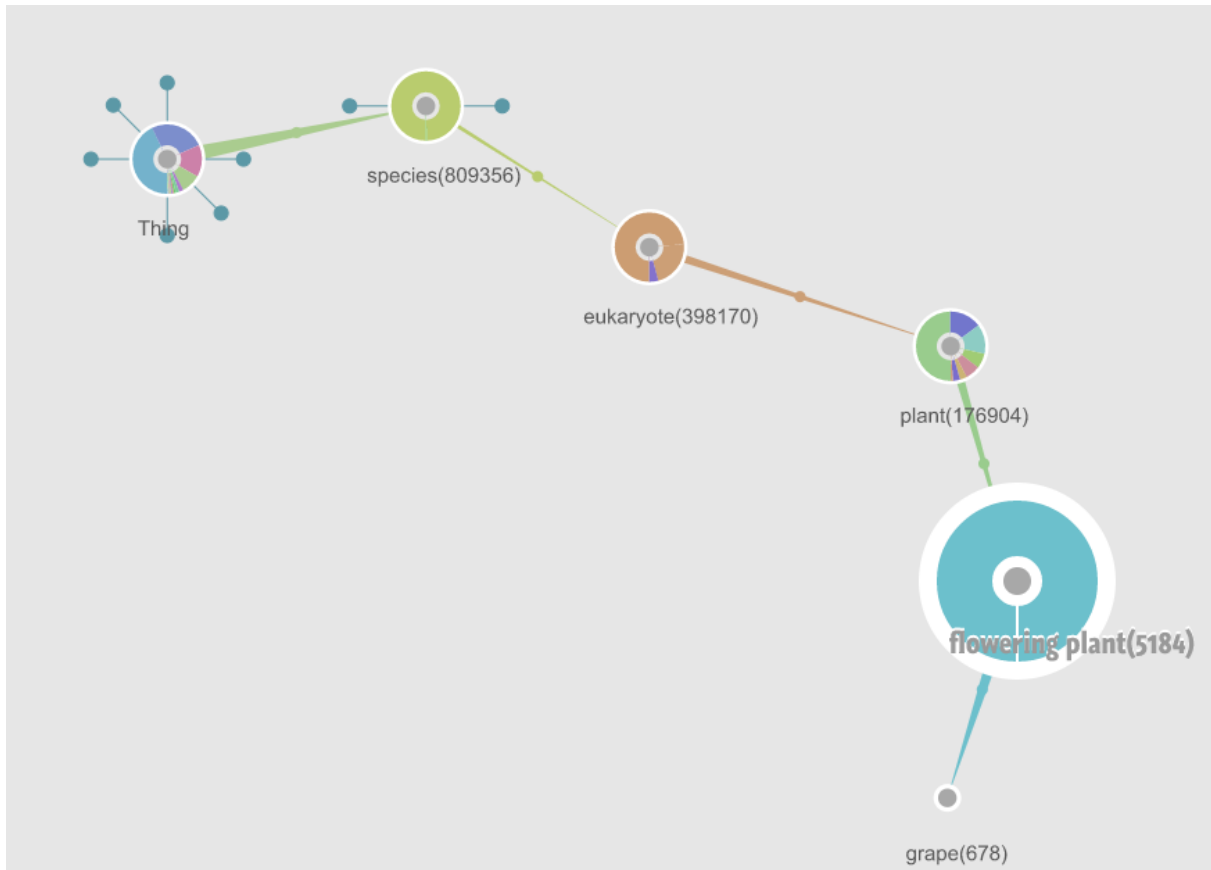 species(809356)
Thing
eukaryote(398170)
plant(176904)
flowering plant(5184)
grape(678)